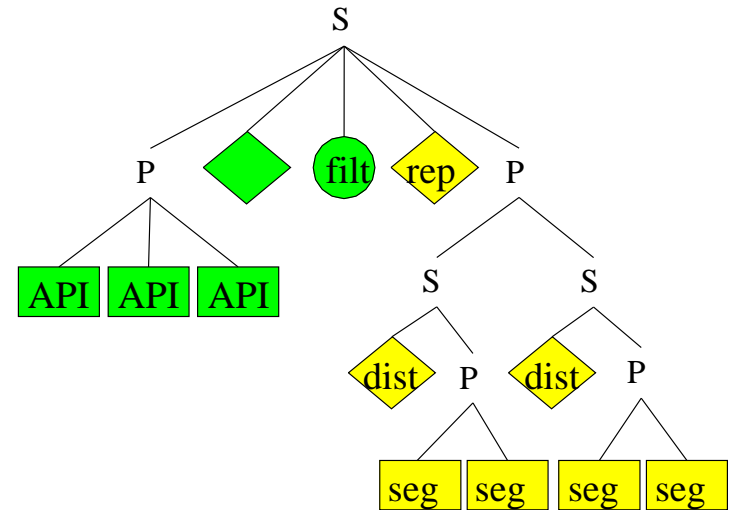 S
P filt rep P
API API API
S S
dist P dist P
seg seg seg seg